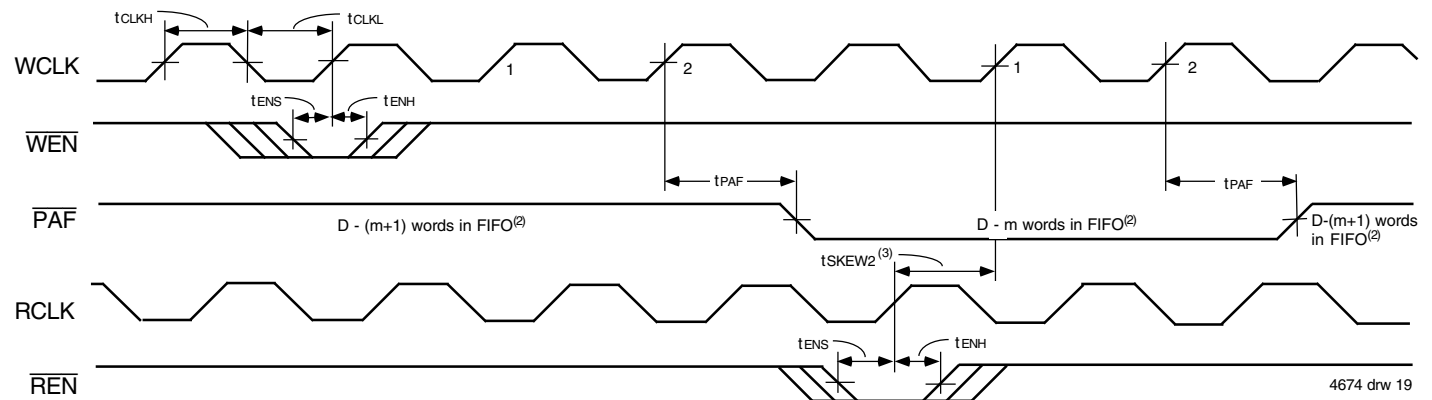 tCLKH
tCLKL
WCLK
1
2
1
2
tENS
tENH
WEN
tPAF
tPAF
PAF
D - (m+1) words in FIFO(2)
D - m words in FIFO(2)
D-(m+1) words
in FIFO(2)
tSKEW2(3)
RCLK
tENS
tENH
REN
4674 drw 19